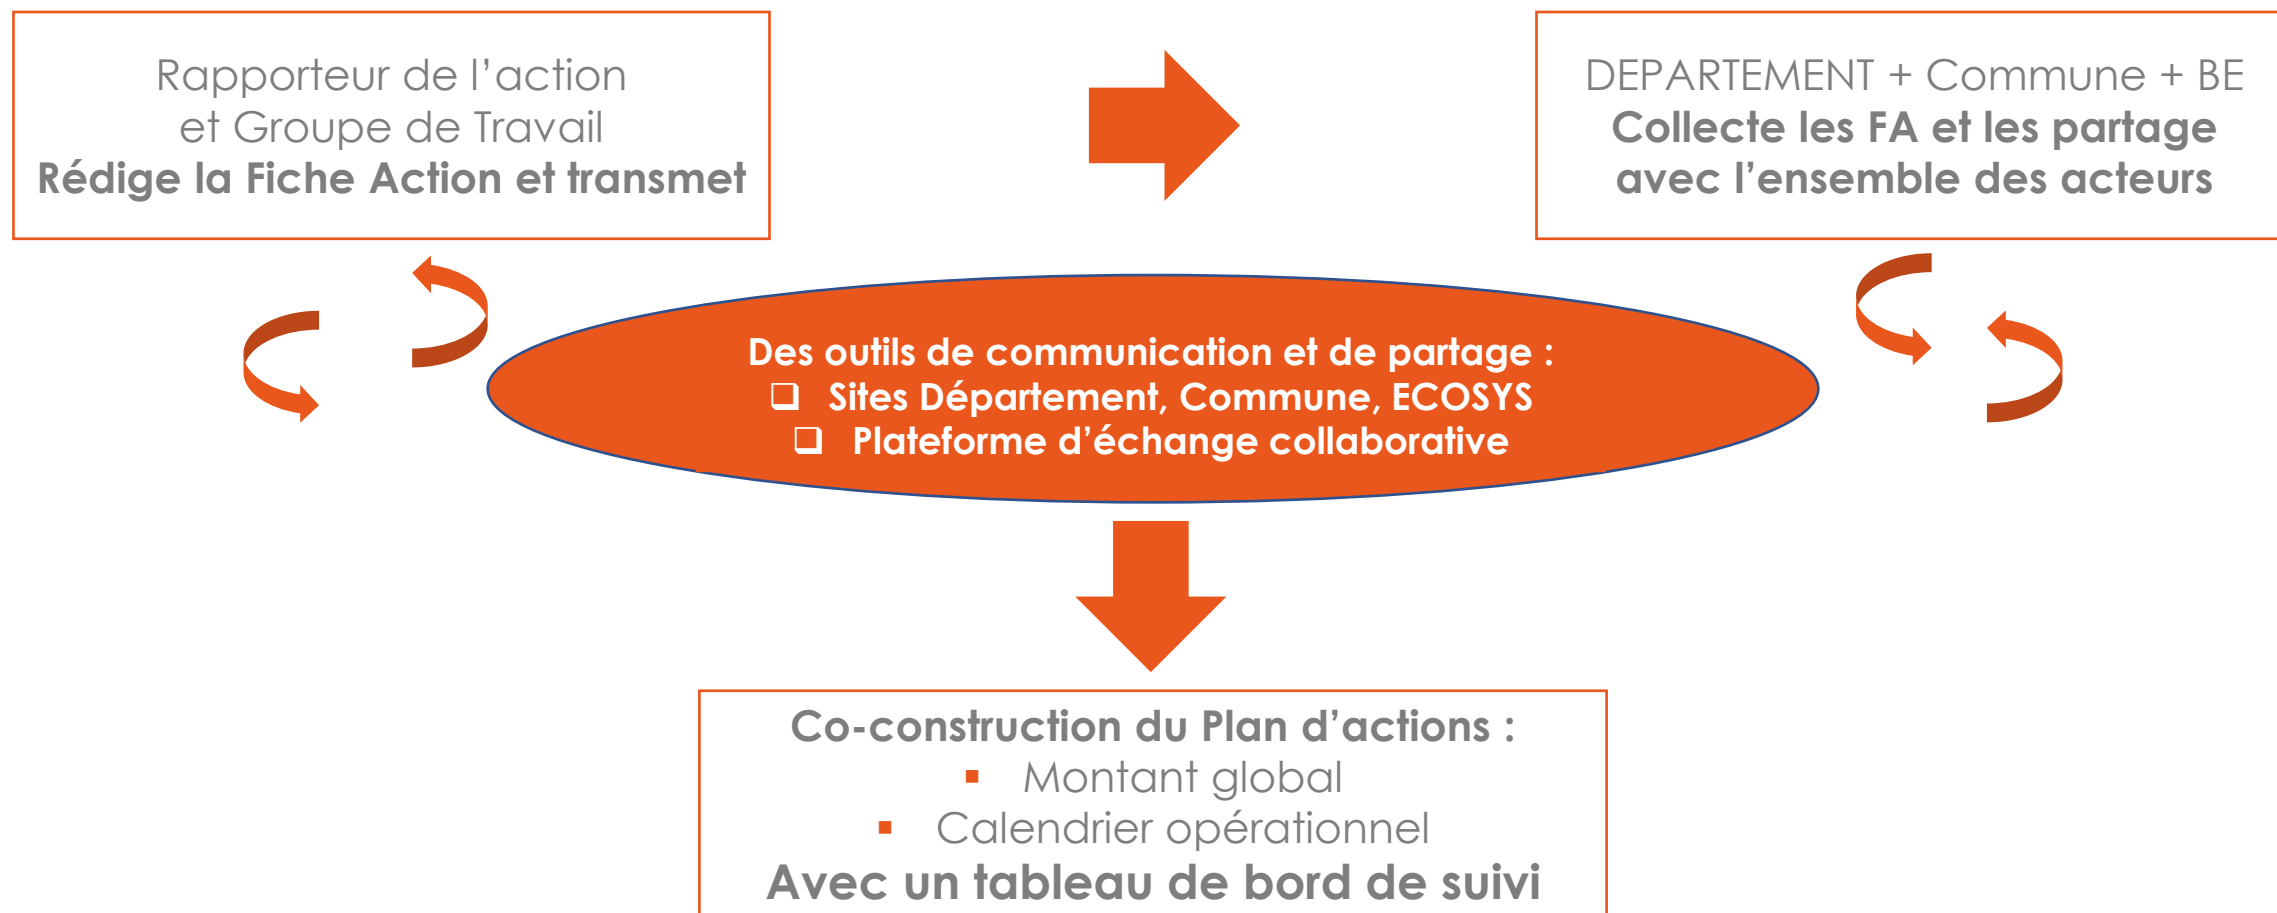 Rapporteur de l’action
et Groupe de Travail
Rédige la Fiche Action et transmet
DEPARTEMENT + Commune + BE
Collecte les FA et les partage
avec l’ensemble des acteurs
Des outils de communication et de partage :
❑ Sites Département, Commune, ECOSYS
❑ Plateforme d’échange collaborative
Co-construction du Plan d’actions :
▪ Montant global
▪ Calendrier opérationnel
Avec un tableau de bord de suivi